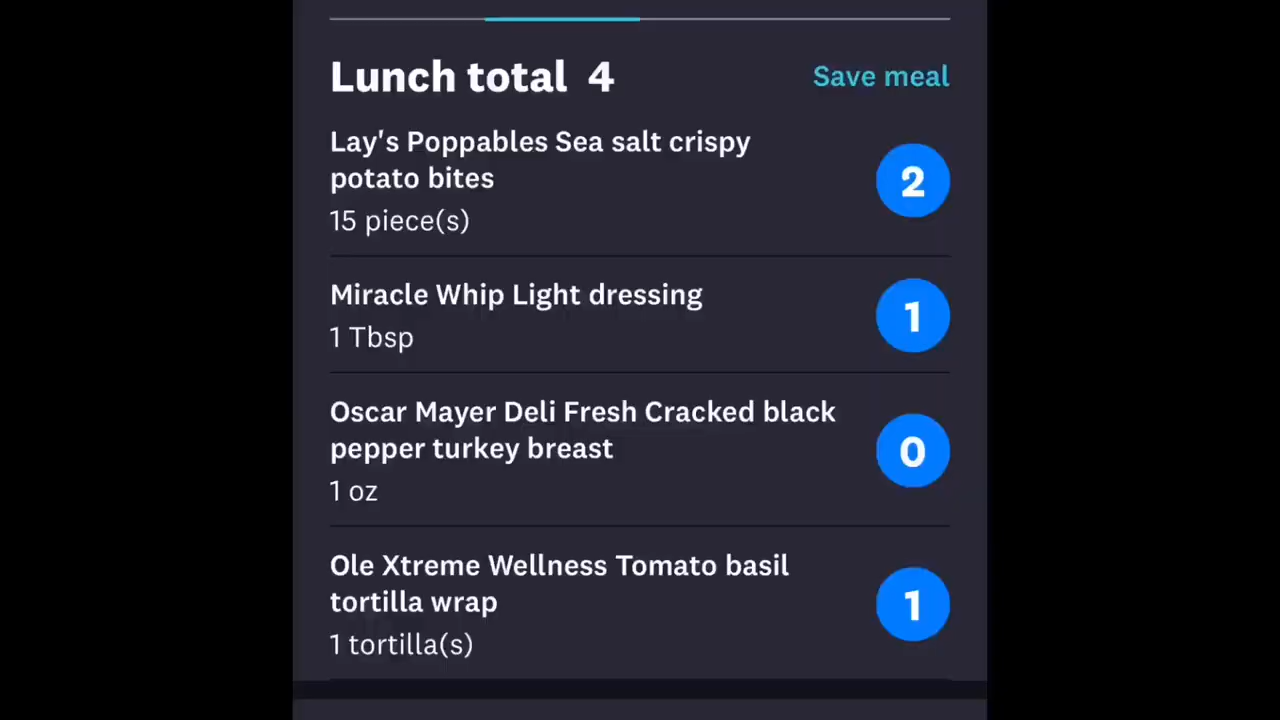 Lunch total 4
Save meal
Lay's Poppables Sea salt crispy
potato bites
15 piece(s)
2
Miracle Whip Light dressing
1 Tbsp
1
Oscar Mayer Deli Fresh Cracked black
pepper turkey breast
1 oz
0
Ole Xtreme Wellness Tomato basil
tortilla wrap
1 tortilla(s)
1